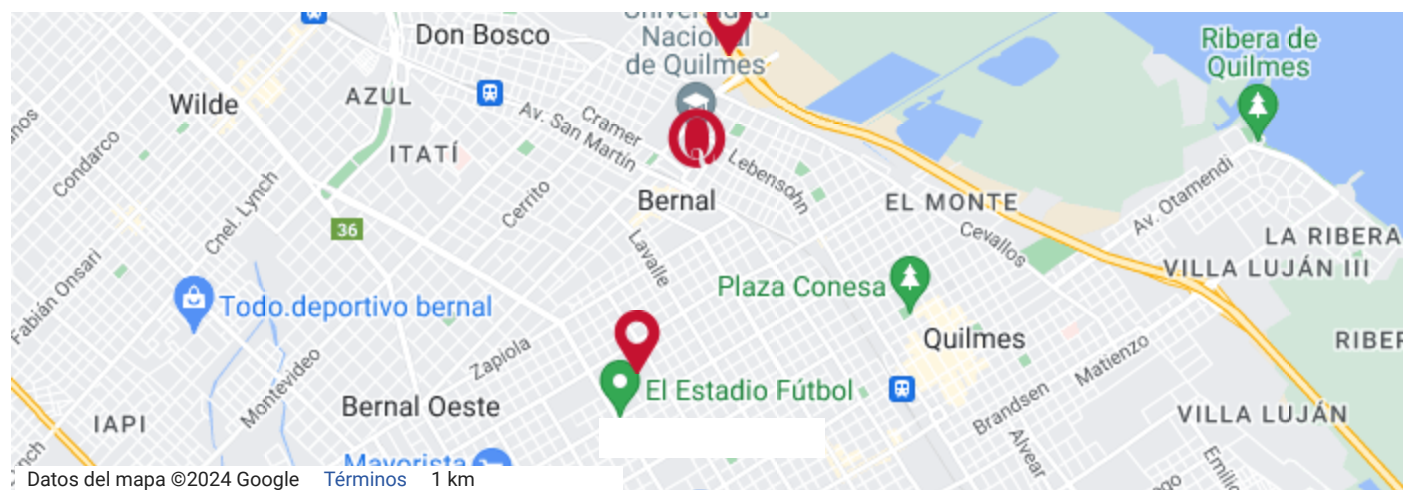 Universidad
Nacional
de Quilmes
Don Bosco
Ribera de
Quilmes
Wilde
AZUL
Cramer
Av. San Martín
Condarco
ITATÍ
Lebensohn
Av. Otamendi
Cnel. Lynch
Cerrito
Bernal
EL MONTE
36
Cevallos
LA RIBERA
Lavalle
VILLA LUJÁN III
Fabián Onsari
Plaza Conesa
Todo.deportivo bernal
Quilmes
Zapiola
Matienzo
Montevideo
El Estadio Fútbol
Brandsen
Bernal Oeste
IAPI
VILLA LUJÁN
Alvear
Mayorista
Datos del mapa ©2024 Google Términos 1 km